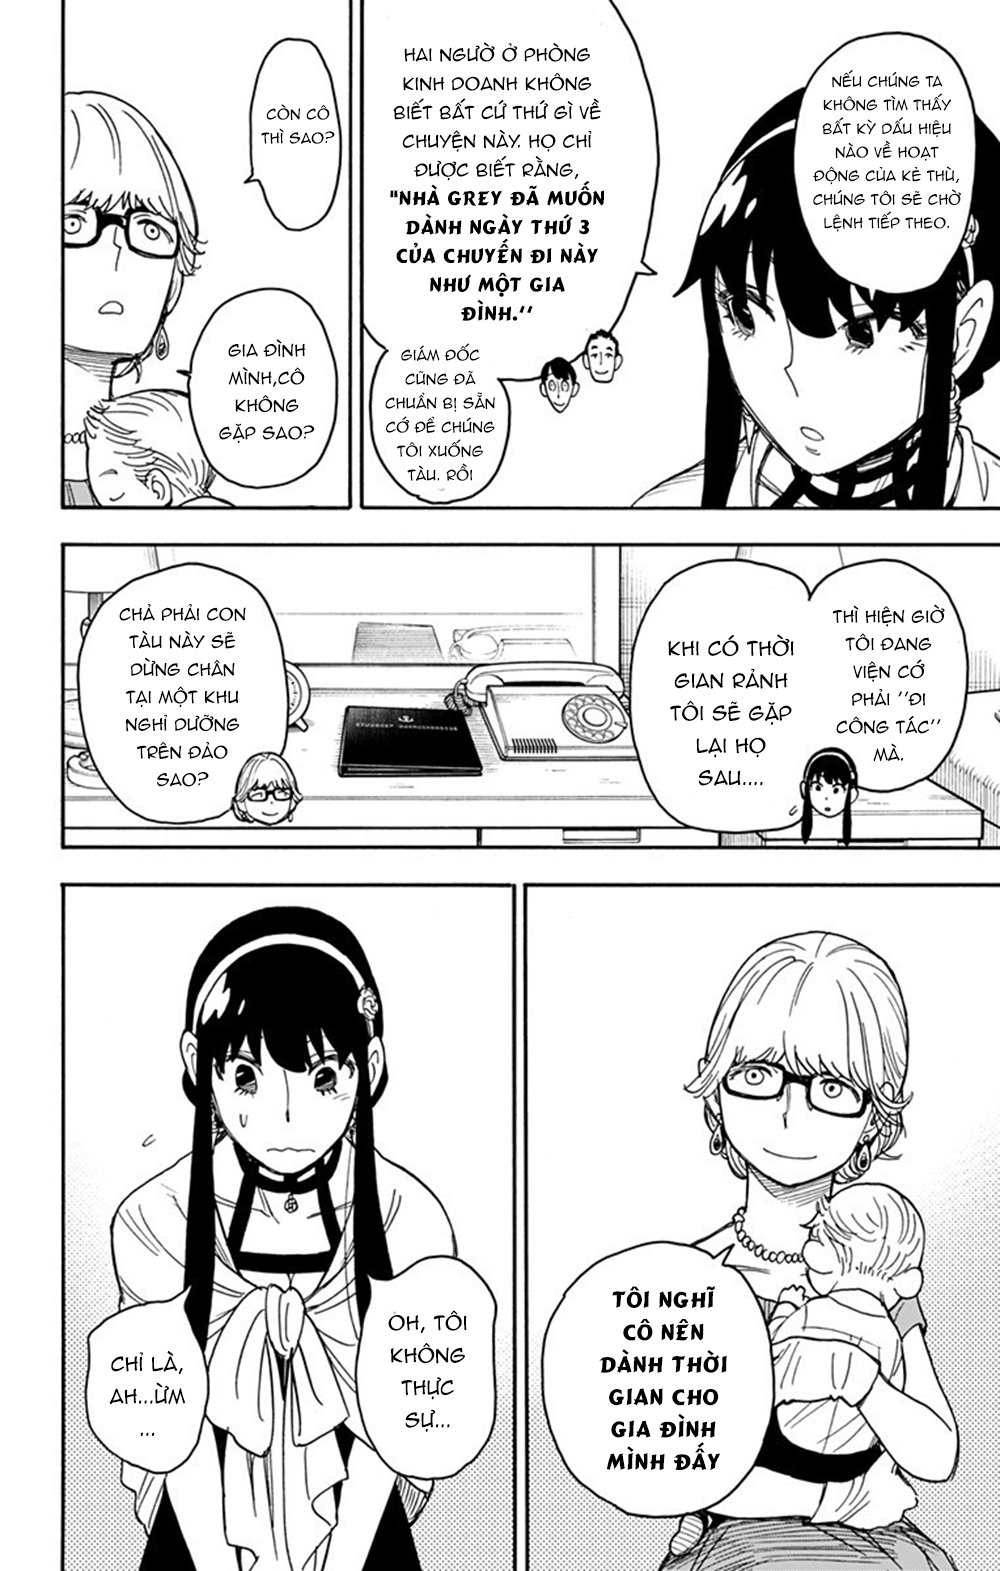 NẾU CHÚNG TA
KHÔNG TÌM THẤY
BẤT KỲ DẤU HIỆU
NÀO VỀ HOẠT
ĐỘNG CỦA KẺ THÙ,
CHÚNG TÔI SẼ CHỜ
LỆNH TIẾP THEO.
HAI NGƯỜ Ở PHÒNG
KINH DOANH KHÔNG
BIẾT BẤT CỨ THỨ GÌ VỀ
CHUYỆN NÀY. HỌ CHỈ
ĐƯỢC BIẾT RẰNG,
"NHÀ GREY ĐÃ MUỐN
DÀNH NGÀY THỨ 3
CỦA CHUYẾN ĐI NÀY
NHƯ MỘT GIA
ĐÌNH.''
GIÁM ĐỐC
CŨNG ĐÃ
CHUẨN BỊ SẴN
CỚ ĐỂ CHÚNG
TÔI XUỐNG
TÀU. RỒI
CÒN CÔ
THÌ SAO?
GIA ĐÌNH
MÌNH,CÔ
KHÔNG
GẶP SAO?
THÌ HIỆN GIỜ
TÔI ĐANG
VIỆN CỚ
PHẢI ''ĐI
CÔNG TÁC''
MÀ.
KHI CÓ THỜI
GIAN RẢNH
TÔI SẼ GẶP
LẠI HỌ
SAU....
CHẢ PHẢI CON
TÀU NÀY SẼ
DỪNG CHÂN
TẠI MỘT KHU
NGHỈ DƯỠNG
TRÊN ĐẢO
SAO?
TÔI NGHĨ
CÔ NÊN
DÀNH THỜI
GIAN CHO
GIA ĐÌNH
MÌNH ĐẤY
OH, TÔI
KHÔNG
THỰC
SỰ...
CHỈ LÀ,
AH...ỪM
...